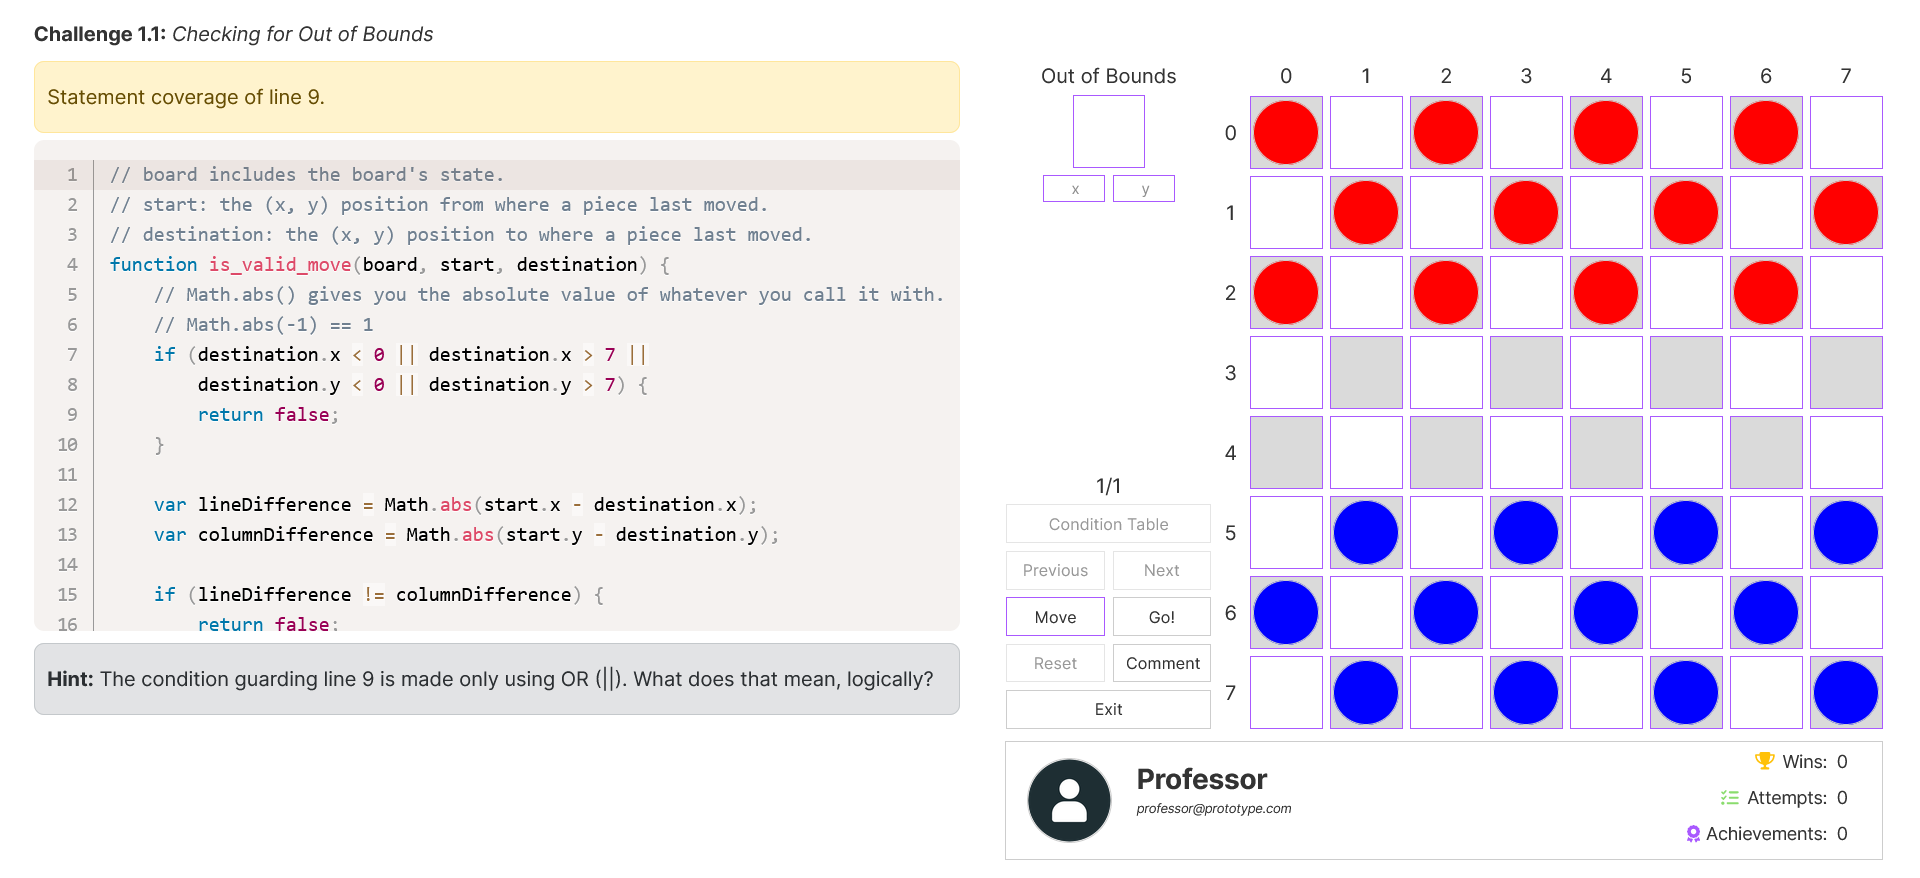 Challenge 1.1: Checking for Out of Bounds
Statement coverage of line 9.
1 // board includes the board's state.
2 // start: the (x, y) position from where a piece last moved.
3 // destination: the (x, y) position to where a piece last moved.
4 function is_valid_move(board, start, destination) {
5     // Math.abs() gives you the absolute value of whatever you call it with.
6     // Math.abs(-1) == 1
7     if (destination.x < 0 || destination.x > 7 ||
8         destination.y < 0 || destination.y > 7) {
9         return false;
10     }
11
12     var lineDifference = Math.abs(start.x - destination.x);
13     var columnDifference = Math.abs(start.y - destination.y);
14
15     if (lineDifference != columnDifference) {
16         return false;
Hint: The condition guarding line 9 is made only using OR (||). What does that mean, logically?
Out of Bounds
x y
1/1
Condition Table
Previous Next
Move Go!
Reset Comment
Exit
0 1 2 3 4 5 6 7
0
1
2
3
4
5
6
7
Professor
professor@prototype.com
Wins: 0
Attempts: 0
Achievements: 0